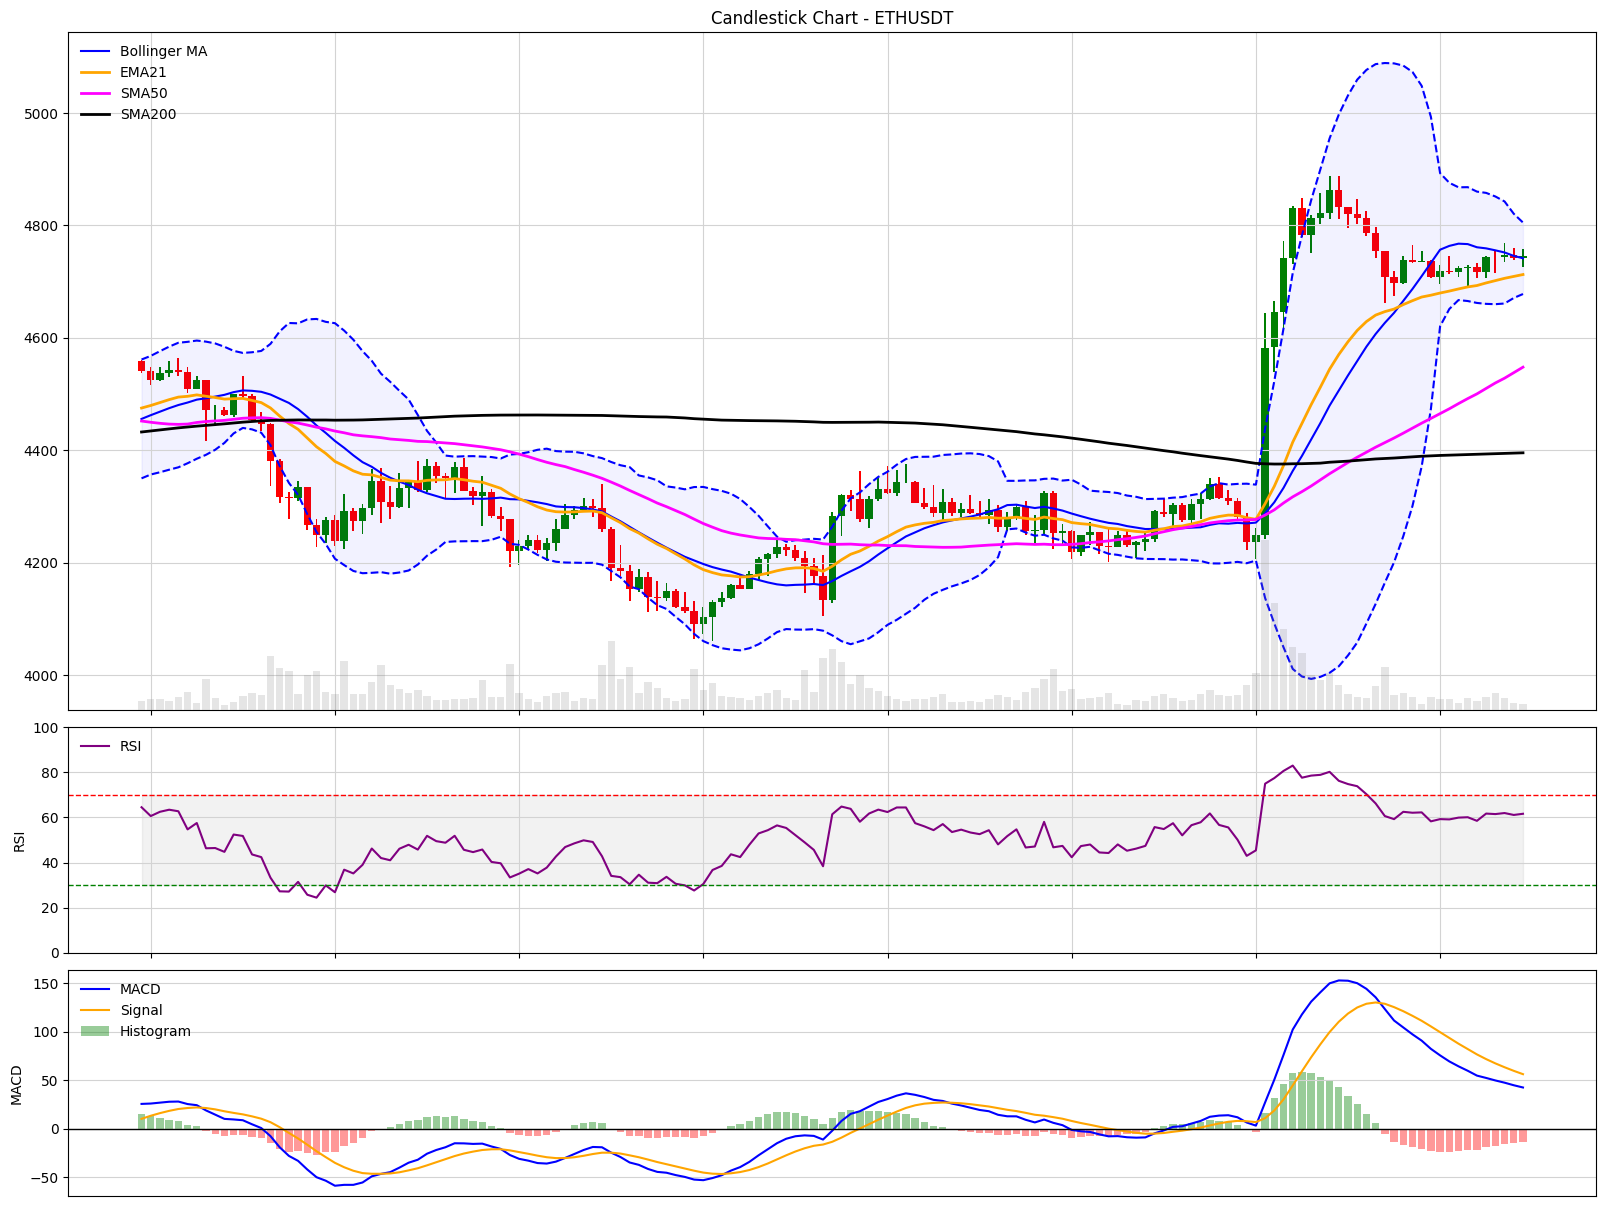 Candlestick Chart - ETHUSDT
Bollinger MA
EMA21
SMA50
SMA200
5000
4800
4600
4400
4200
4000
100
80
60
40
20
0
RSI
RSI
150
100
50
0
−50
MACD
MACD
Signal
Histogram